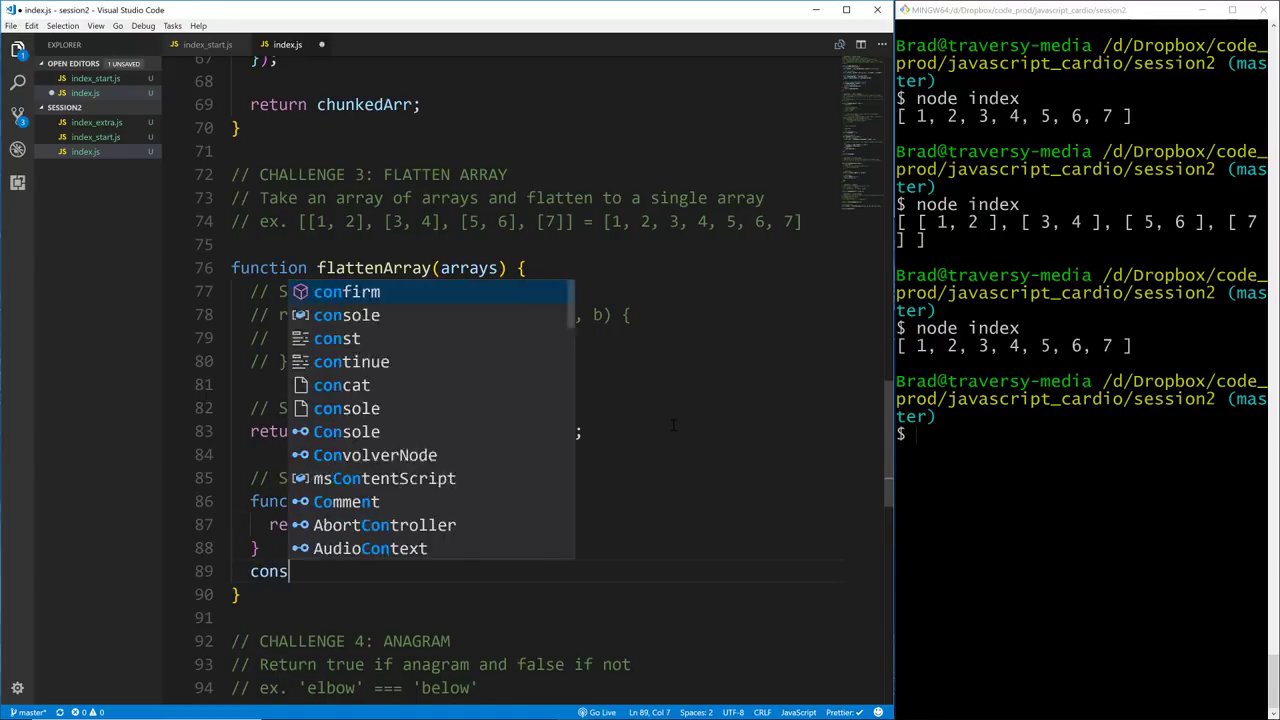 index.js - session2 - Visual Studio Code
File Edit Selection View Go Debug Tasks Help
EXPLORER
OPEN EDITORS 1 UNSAVED
index_start.js U
index.js U
SESSION2
index_extra.js U
index_start.js U
index.js U
index_start.js index.js
67 });
68
69 return chunkedArr;
70 }
71
72 // CHALLENGE 3: FLATTEN ARRAY
73 // Take an array of arrays and flatten to a single array
74 // ex. [[1, 2], [3, 4], [5, 6], [7]] = [1, 2, 3, 4, 5, 6, 7]
75
76 function flattenArray(arrays) {
77 // S
78 // r , b) {
79 //
80 // }
81
82 // S
83 retu ;
84
85 // S
86 func
87 re
88 }
89 cons
90 }
91
92 // CHALLENGE 4: ANAGRAM
93 // Return true if anagram and false if not
94 // ex. 'elbow' === 'below'
confirm
console
const
continue
concat
console
Console
ConvolverNode
msContentScript
Comment
AbortController
AudioContext
master* 0 0 Go Live Ln 89, Col 7 Spaces: 2 UTF-8 CRLF JavaScript Prettier: ✓
MINGW64:/d/Dropbox/code_prod/javascript_cardio/session2
Brad@traversy-media /d/Dropbox/code_
prod/javascript_cardio/session2 (mas
ter)
$ node index
[ 1, 2, 3, 4, 5, 6, 7 ]
Brad@traversy-media /d/Dropbox/code_
prod/javascript_cardio/session2 (mas
ter)
$ node index
[ [ 1, 2 ], [ 3, 4 ], [ 5, 6 ], [ 7
] ]
Brad@traversy-media /d/Dropbox/code_
prod/javascript_cardio/session2 (mas
ter)
$ node index
[ 1, 2, 3, 4, 5, 6, 7 ]
Brad@traversy-media /d/Dropbox/code_
prod/javascript_cardio/session2 (mas
ter)
$